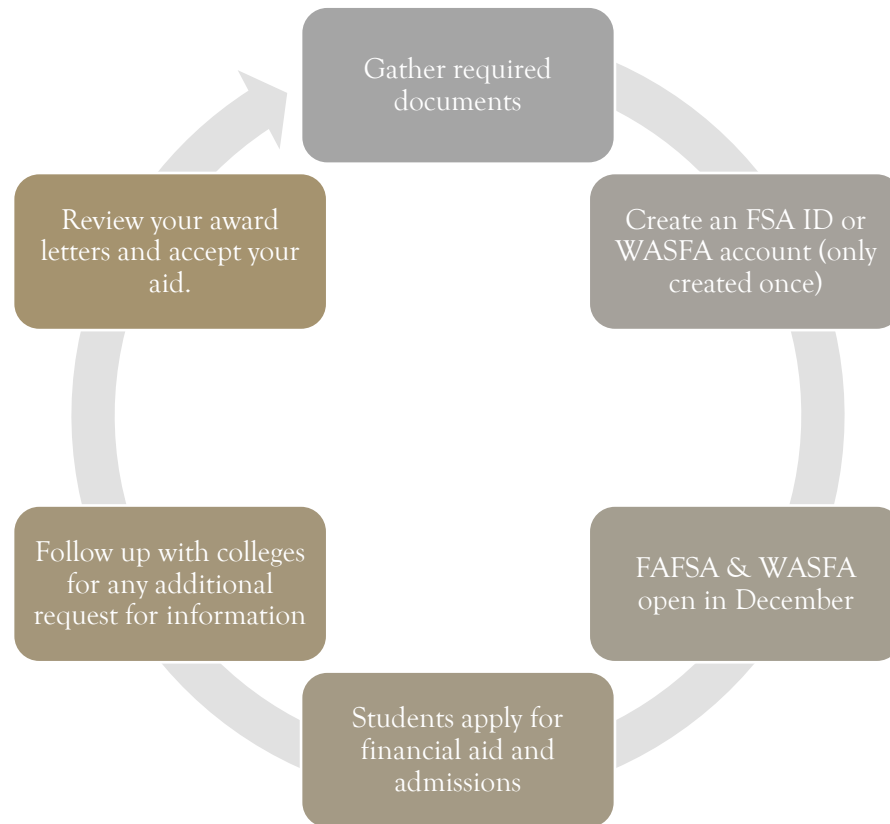 Gather required
documents
Create an FSA ID or
WASFA account (only
created once)
FAFSA & WASFA
open in December
Students apply for
financial aid and
admissions
Follow up with colleges
for any additional
request for information
Review your award
letters and accept your
aid.